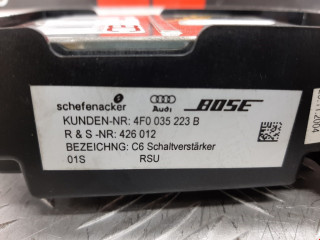 schefenacker Audi BOSE
KUNDEN-NR: 4F0 035 223 B
R & S -NR: 426 012
BEZEICHNG: C6 Schaltverstärker
01S RSU